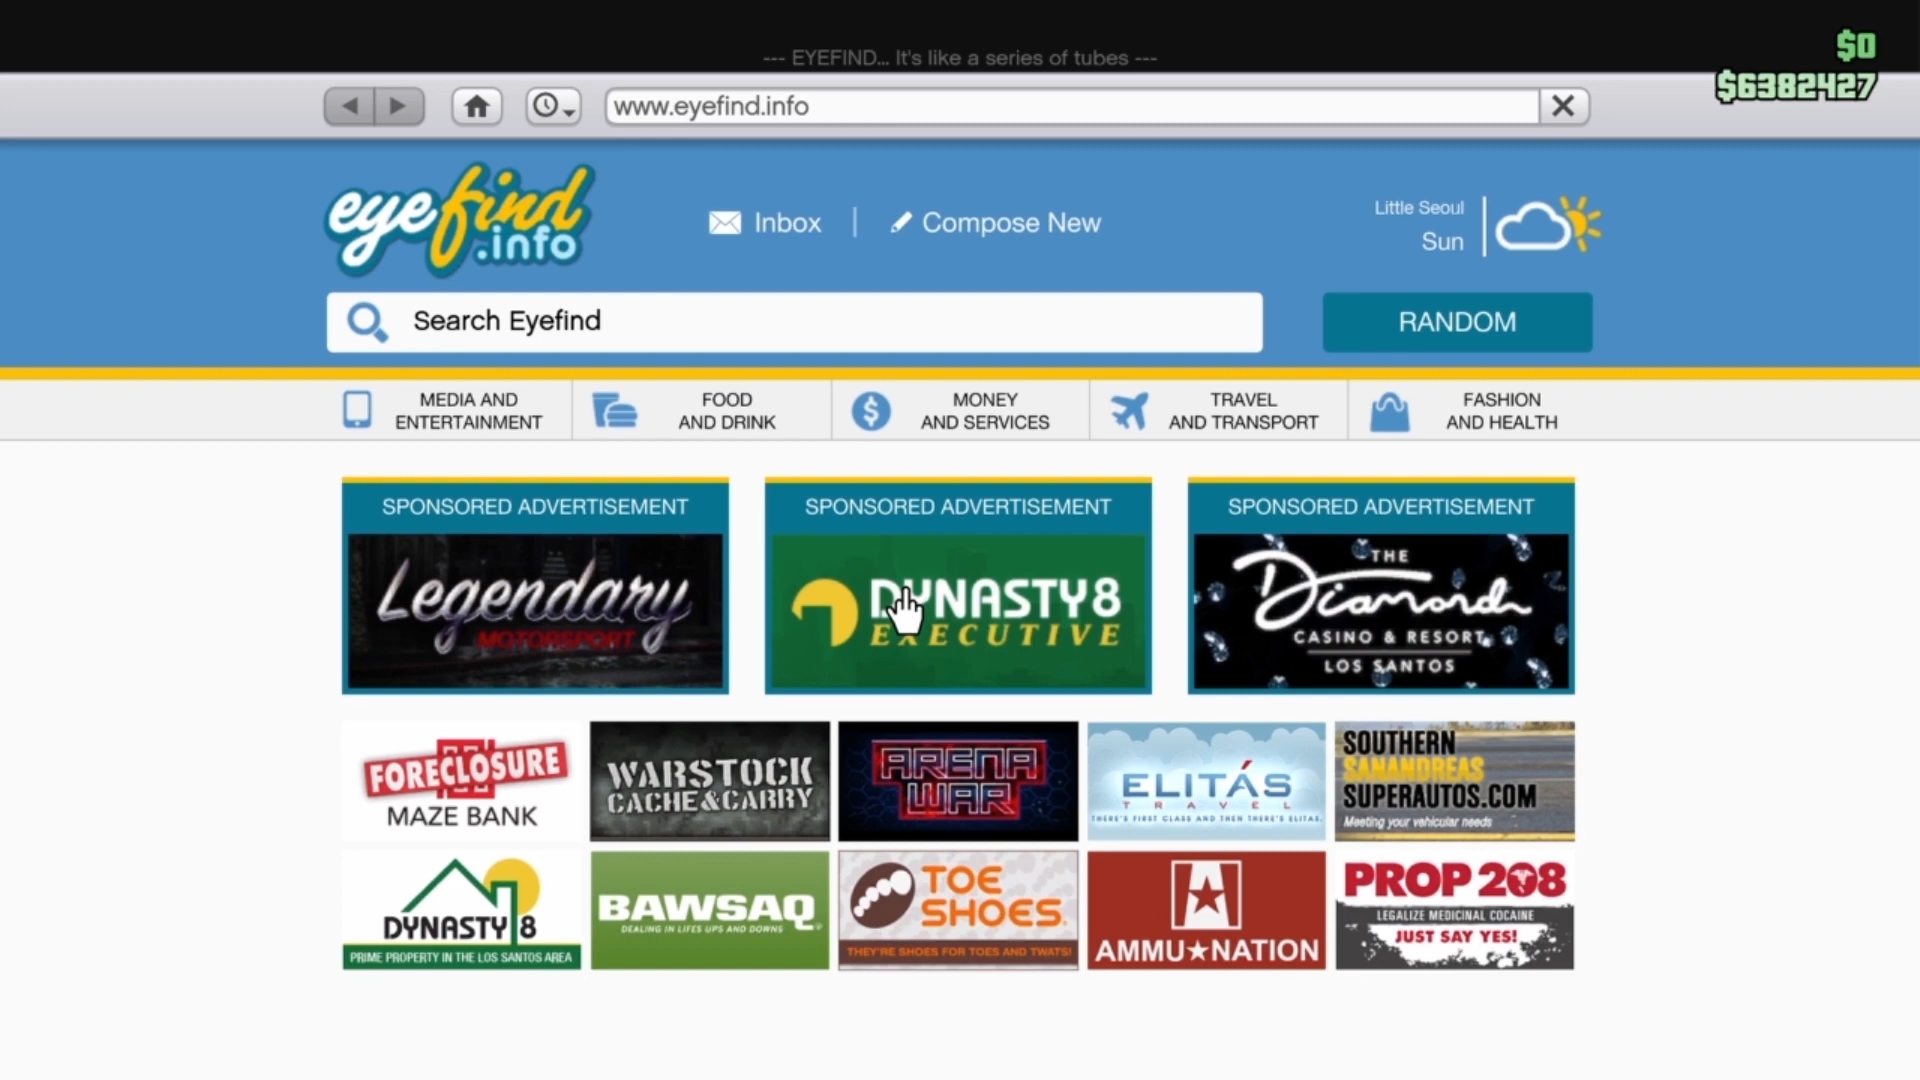 --- EYEFIND... It's like a series of tubes ---
$0
$6382427
www.eyefind.info
eyefind
.info
Inbox
Compose New
Little Seoul
Sun
Search Eyefind
RANDOM
MEDIA AND
ENTERTAINMENT
FOOD
AND DRINK
MONEY
AND SERVICES
TRAVEL
AND TRANSPORT
FASHION
AND HEALTH
SPONSORED ADVERTISEMENT
Legendary
MOTORSPORT
SPONSORED ADVERTISEMENT
DYNASTY8
EXECUTIVE
SPONSORED ADVERTISEMENT
THE
Diamond
CASINO & RESORT
LOS SANTOS
FORECLOSURE
MAZE BANK
WARSTOCK
CACHE&CARRY
ARENA
WAR
ELITÁS
TRAVEL
THERE'S FIRST CLASS AND THEN THERE'S ELITAS.
SOUTHERN
SANANDREAS
SUPERAUTOS.COM
Meeting your vehicular needs
DYNASTY 8
PRIME PROPERTY IN THE LOS SANTOS AREA
BAWSAQ
DEALING IN LIFES UPS AND DOWNS
TOE
SHOES
THEY'RE SHOES FOR TOES AND TWATS!
AMMU★NATION
PROP 208
LEGALIZE MEDICINAL COCAINE
JUST SAY YES!